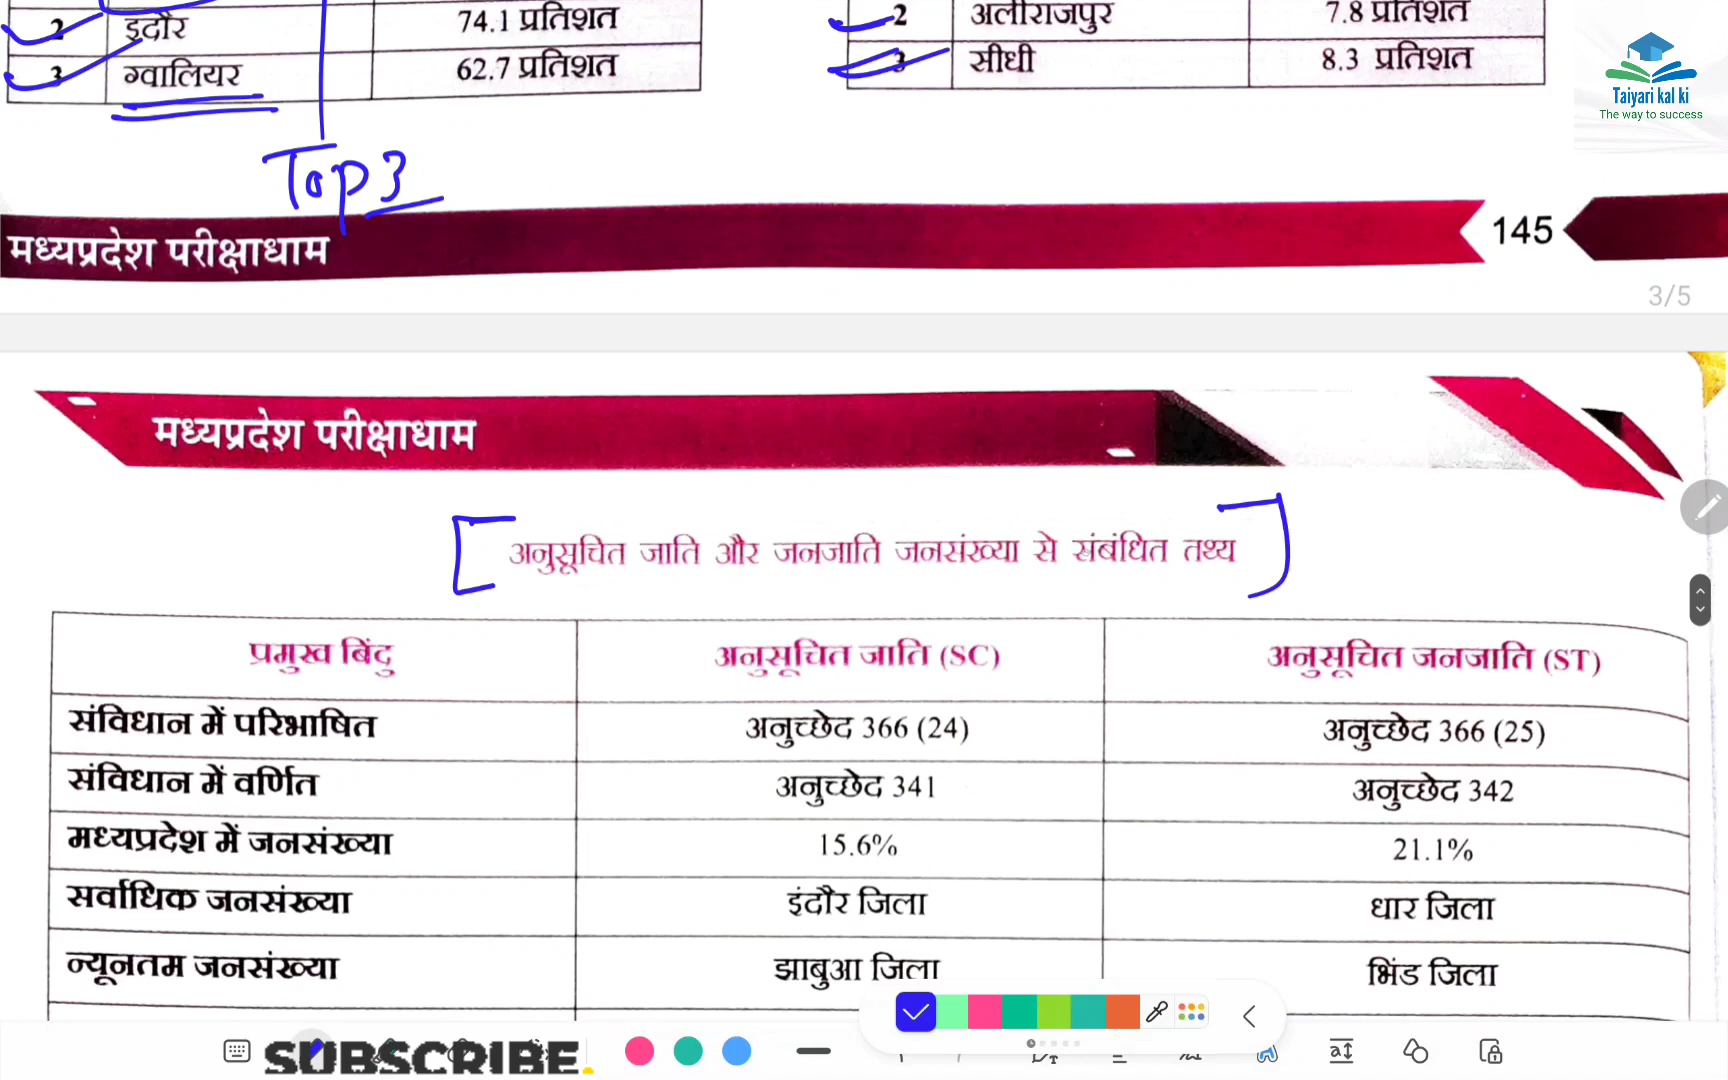 2 इंदौर 74.1 प्रतिशत
3 ग्वालियर 62.7 प्रतिशत
2 अलीराजपुर 7.8 प्रतिशत
3 सीधी 8.3 प्रतिशत
Taiyari kal ki
The way to success
Top 3
मध्यप्रदेश परीक्षाधाम
145
3/5
मध्यप्रदेश परीक्षाधाम
अनुसूचित जाति और जनजाति जनसंख्या से संबंधित तथ्य
प्रमुख बिंदु अनुसूचित जाति (SC) अनुसूचित जनजाति (ST)
संविधान में परिभाषित अनुच्छेद 366 (24) अनुच्छेद 366 (25)
संविधान में वर्णित अनुच्छेद 341 अनुच्छेद 342
मध्यप्रदेश में जनसंख्या 15.6% 21.1%
सर्वाधिक जनसंख्या इंदौर जिला धार जिला
न्यूनतम जनसंख्या झाबुआ जिला भिंड जिला
SUBSCRIBE.